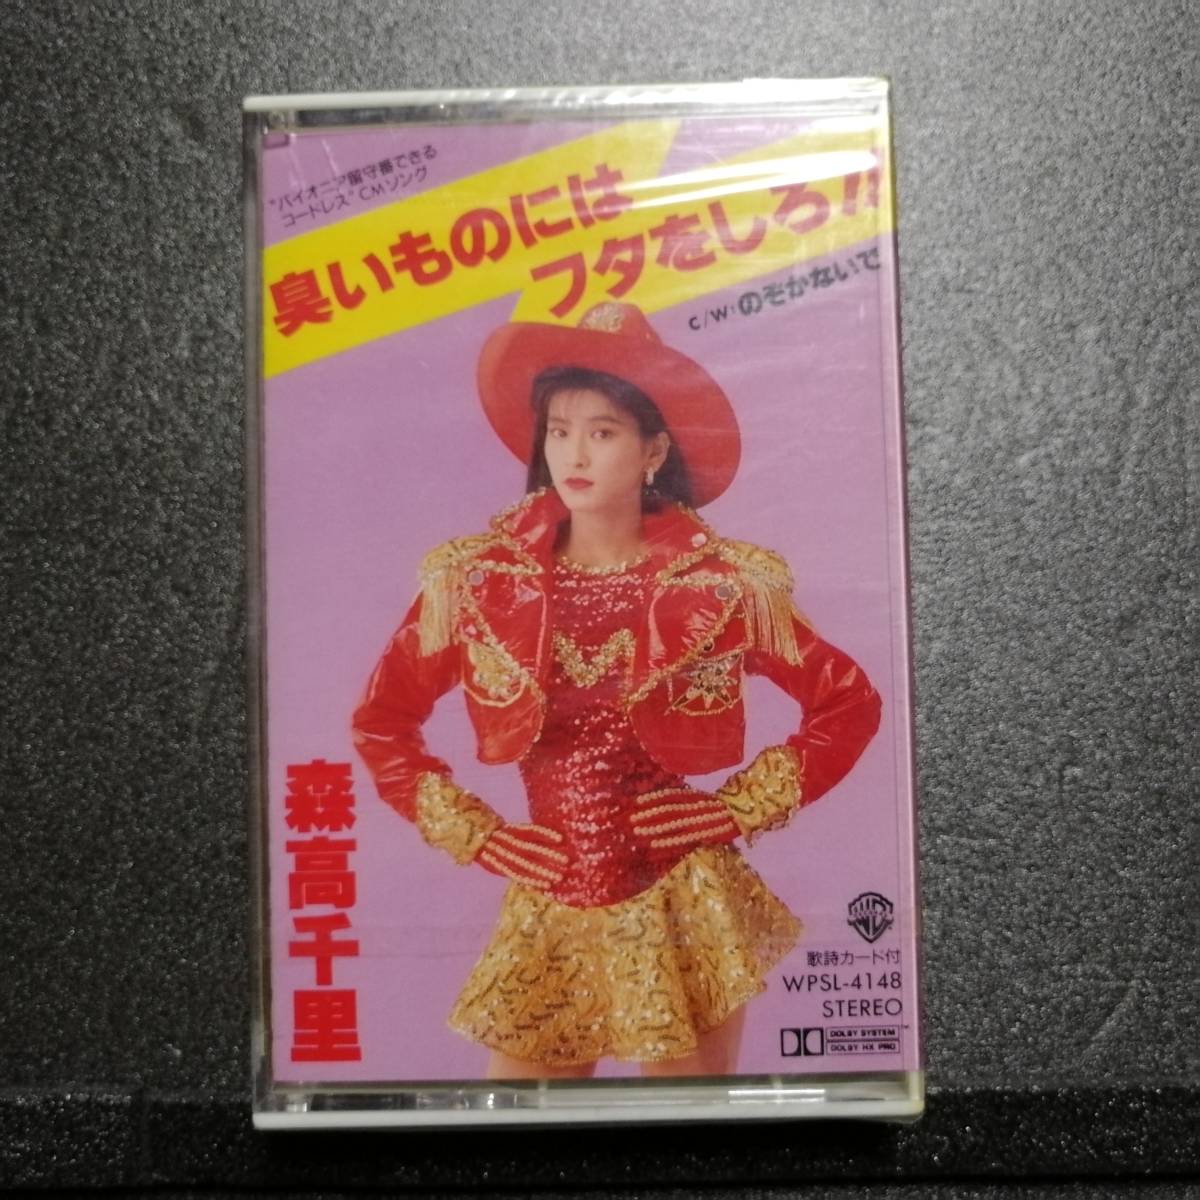 "パイオニア留守番できる
コードレス"CMソング
臭いものには
フタをしろ!!
C/W:のぞかないで
森高千里
歌詩カード付
WPSL-4148
STEREO
DOLBY SYSTEM
DOLBY HX PRO